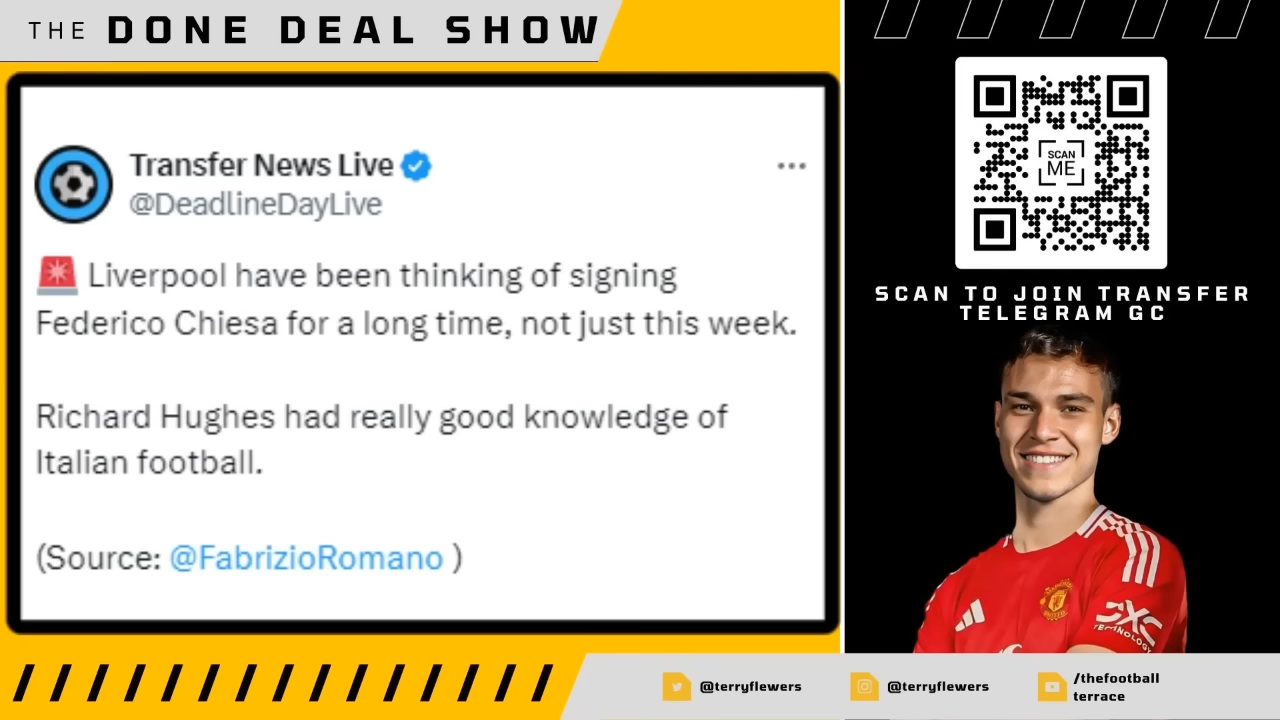 THE DONE DEAL SHOW
Transfer News Live
@DeadlineDayLive
🚨 Liverpool have been thinking of signing
Federico Chiesa for a long time, not just this week.
Richard Hughes had really good knowledge of
Italian football.
(Source: @FabrizioRomano )
SCAN
ME
SCAN TO JOIN TRANSFER
TELEGRAM GC
DXC
TECHNOLOGY
@terryflewers
@terryflewers
/thefootball
terrace